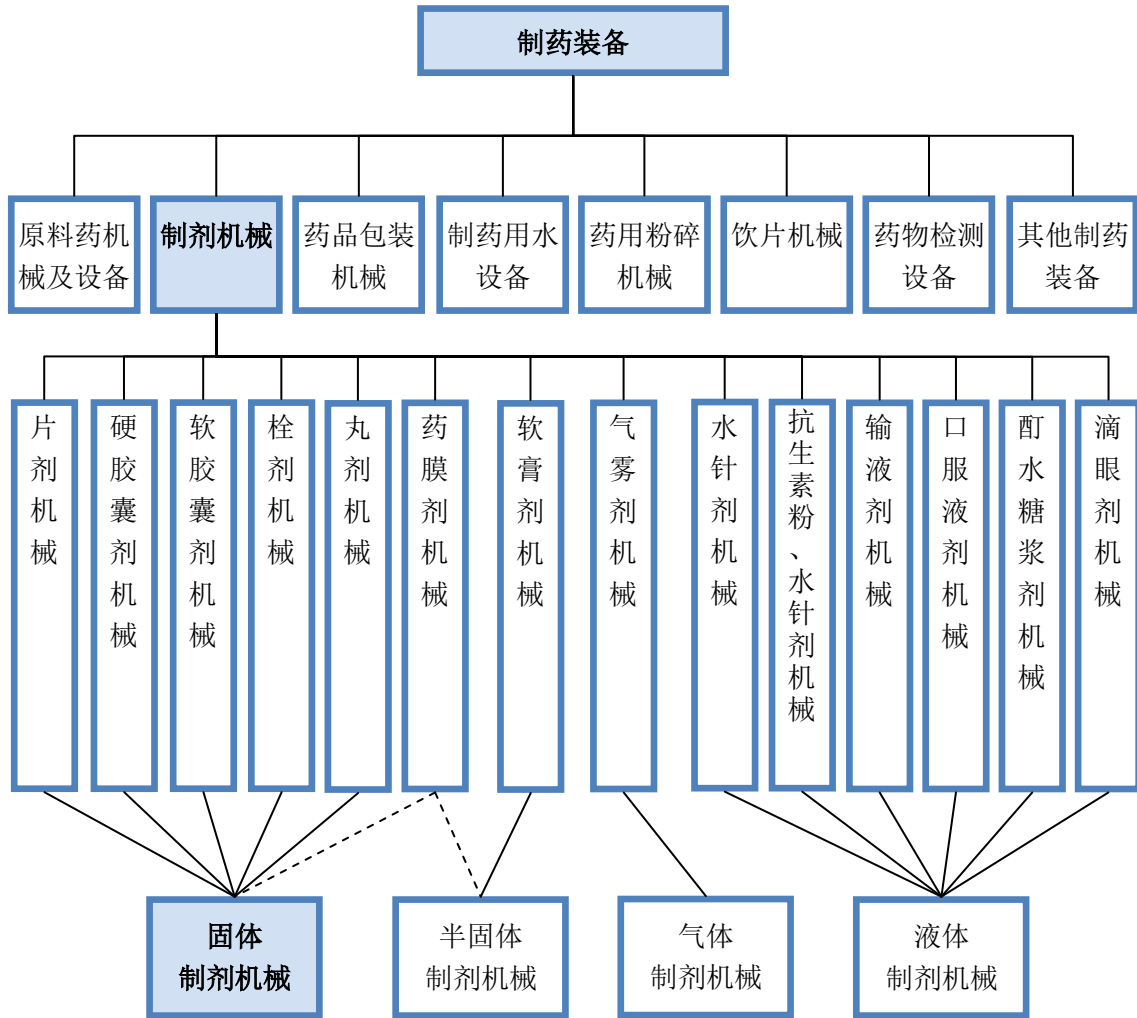 制药装备
原料药机
械及设备
制剂机械
药品包装
机械
制药用水
设备
药用粉碎
机械
饮片机械
药物检测
设备
其他制药
装备
片剂机械
硬胶囊剂机械
软胶囊剂机械
栓剂机械
丸剂机械
药膜剂机械
软膏剂机械
气雾剂机械
水针剂机械
抗生素粉、水针剂机械
输液剂机械
口服液剂机械
酊水糖浆剂机械
滴眼剂机械
固体
制剂机械
半固体
制剂机械
气体
制剂机械
液体
制剂机械